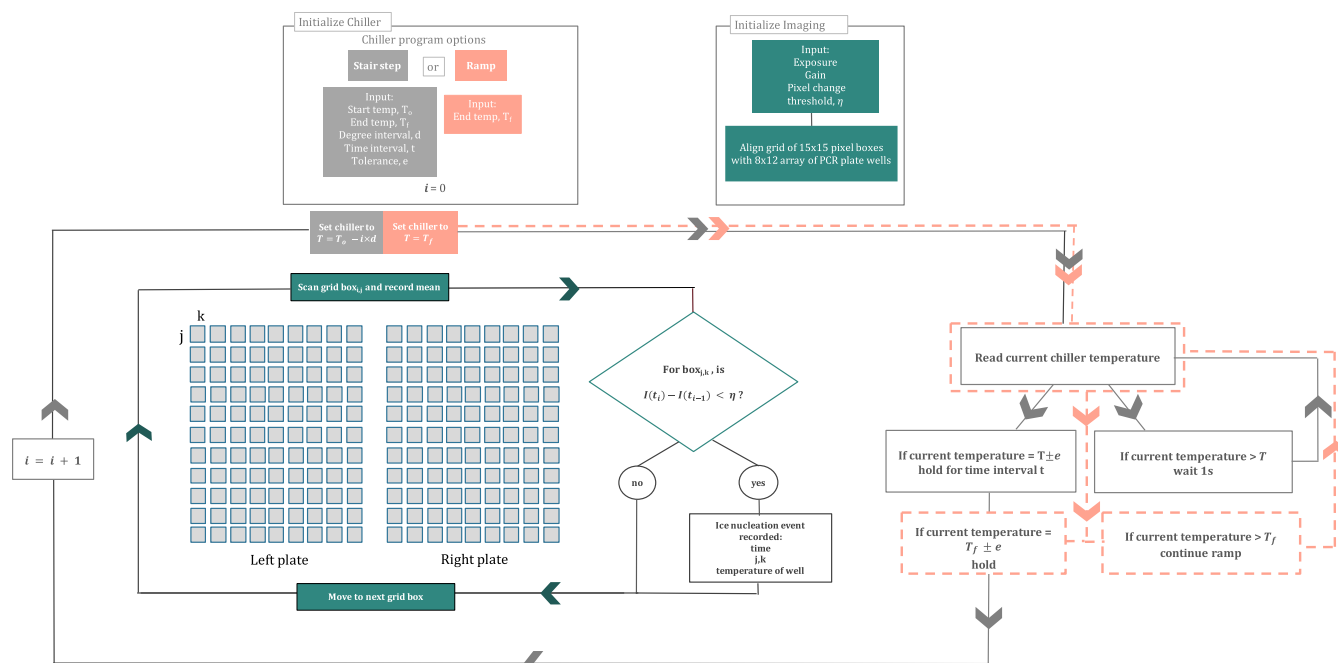 Initialize Chiller
Chiller program options
Stair step
or
Ramp
Input:
Start temp, Tₒ
End temp, T_f
Degree interval, d
Time interval, t
Tolerance, e
Input:
End temp, T_f
i = 0
Initialize Imaging
Input:
Exposure
Gain
Pixel change
threshold, η
Align grid of 15x15 pixel boxes
with 8x12 array of PCR plate wells
Set chiller to
T = Tₒ − i×d
Set chiller to
T = T_f
Scan grid box_{i,j} and record mean
k
j
Left plate
Right plate
Move to next grid box
For box_{j,k}, is
I(t_i) − I(t_{i−1}) < η ?
no
yes
Ice nucleation event
recorded:
time
j,k
temperature of well
i = i + 1
Read current chiller temperature
If current temperature = T±e
hold for time interval t
If current temperature > T
wait 1s
If current temperature =
T_f ± e
hold
If current temperature > T_f
continue ramp